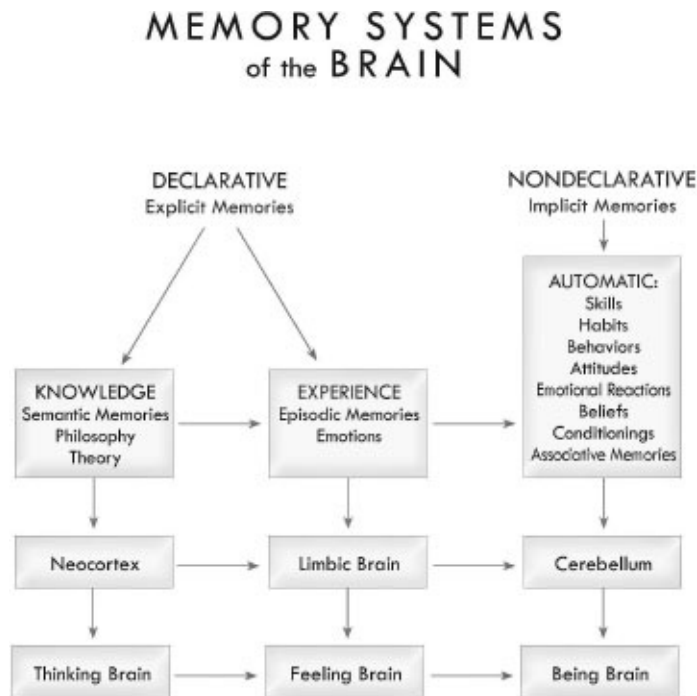 MEMORY SYSTEMS
of the BRAIN
DECLARATIVE
Explicit Memories
NONDECLARATIVE
Implicit Memories
KNOWLEDGE
Semantic Memories
Philosophy
Theory
EXPERIENCE
Episodic Memories
Emotions
AUTOMATIC:
Skills
Habits
Behaviors
Attitudes
Emotional Reactions
Beliefs
Conditionings
Associative Memories
Neocortex
Limbic Brain
Cerebellum
Thinking Brain
Feeling Brain
Being Brain